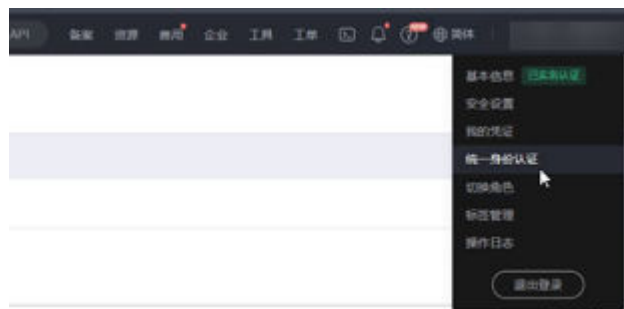 API 备案 资源 费用 企业 工具 工单 简体
基本信息 已实名认证
安全设置
我的凭证
统一身份认证
切换角色
标签管理
操作日志
退出登录